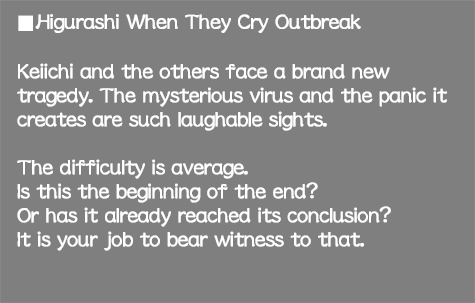 ■.Higurashi When They Cry Outbreak
Keiichi and the others face a brand new
tragedy. The mysterious virus and the panic it
creates are such laughable sights.
The difficulty is average.
Is this the beginning of the end?
Or has it already reached its conclusion?
It is your job to bear witness to that.